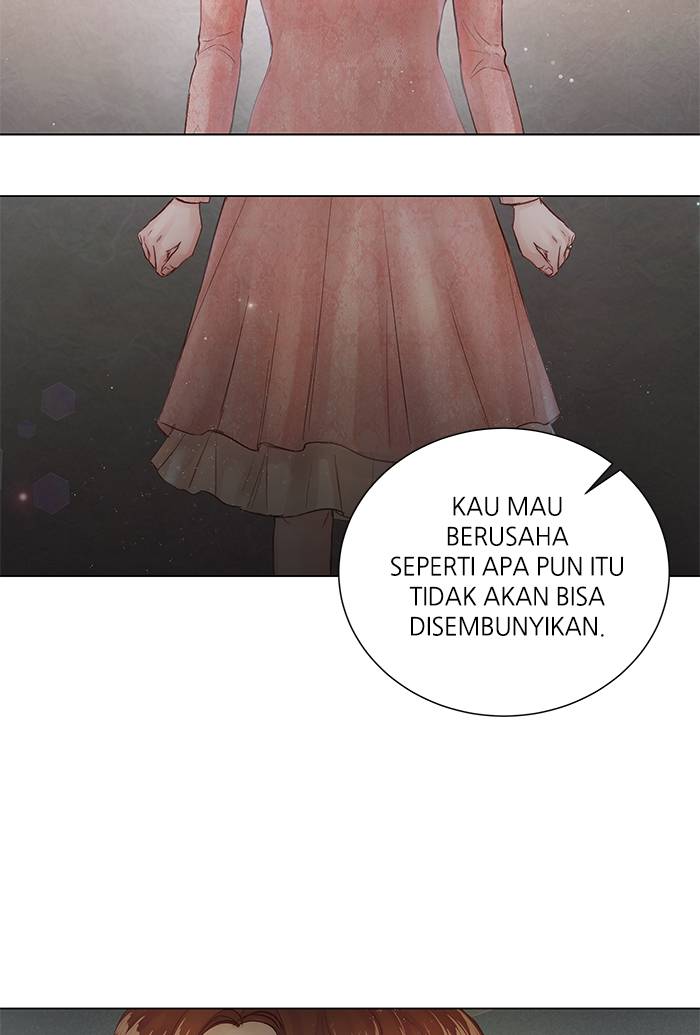 KAU MAU
BERUSAHA
SEPERTI APA PUN ITU
TIDAK AKAN BISA
DISEMBUNYIKAN.